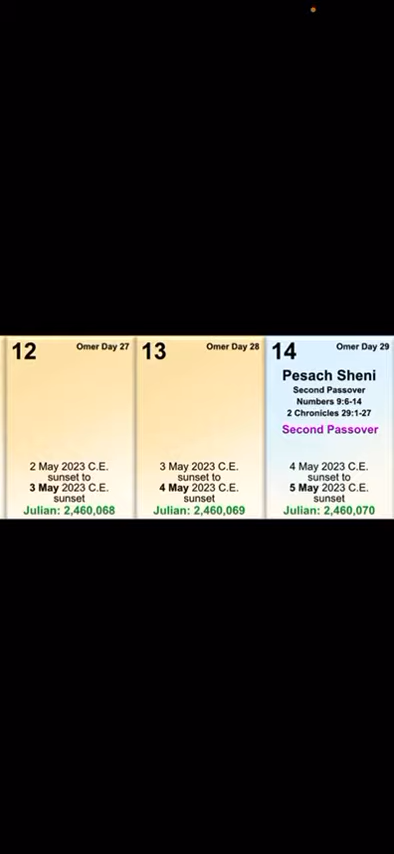 12 Omer Day 27
2 May 2023 C.E.
sunset to
3 May 2023 C.E.
sunset
Julian: 2,460,068
13 Omer Day 28
3 May 2023 C.E.
sunset to
4 May 2023 C.E.
sunset
Julian: 2,460,069
14 Omer Day 29
Pesach Sheni
Second Passover
Numbers 9:6-14
2 Chronicles 29:1-27
Second Passover
4 May 2023 C.E.
sunset to
5 May 2023 C.E.
sunset
Julian: 2,460,070